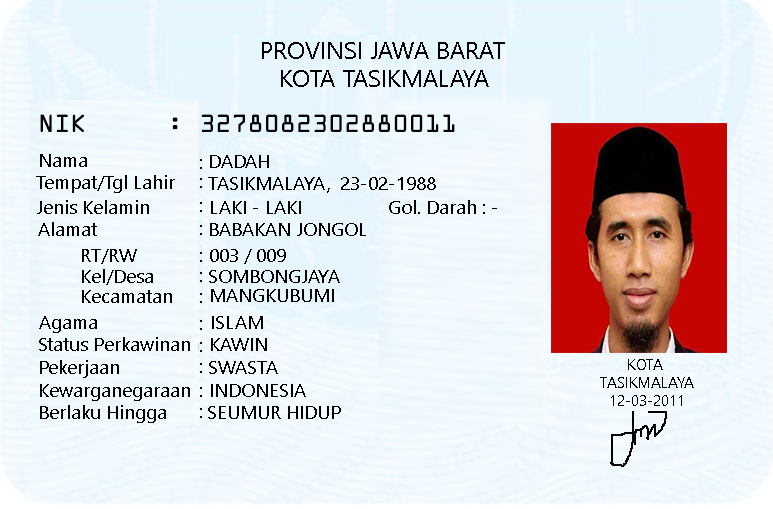 PROVINSI JAWA BARAT
KOTA TASIKMALAYA
NIK : 3278082302880011
Nama : DADAH
Tempat/Tgl Lahir : TASIKMALAYA, 23-02-1988
Jenis Kelamin : LAKI - LAKI Gol. Darah : -
Alamat : BABAKAN JONGOL
RT/RW : 003 / 009
Kel/Desa : SOMBONGJAYA
Kecamatan : MANGKUBUMI
Agama : ISLAM
Status Perkawinan : KAWIN
Pekerjaan : SWASTA
Kewarganegaraan : INDONESIA
Berlaku Hingga : SEUMUR HIDUP
KOTA
TASIKMALAYA
12-03-2011